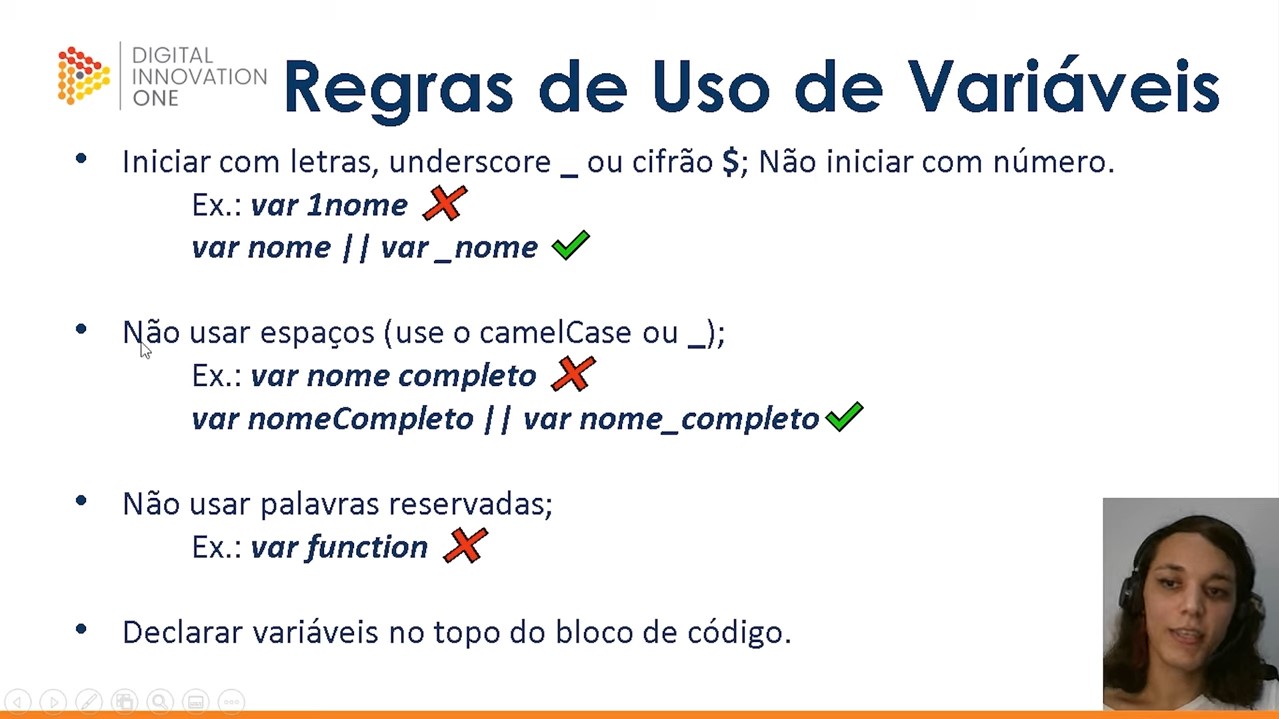 DIGITAL
INNOVATION
ONE
Regras de Uso de Variáveis
• Iniciar com letras, underscore _ ou cifrão $; Não iniciar com número.
Ex.: var 1nome
var nome || var _nome
• Não usar espaços (use o camelCase ou _);
Ex.: var nome completo
var nomeCompleto || var nome_completo
• Não usar palavras reservadas;
Ex.: var function
• Declarar variáveis no topo do bloco de código.